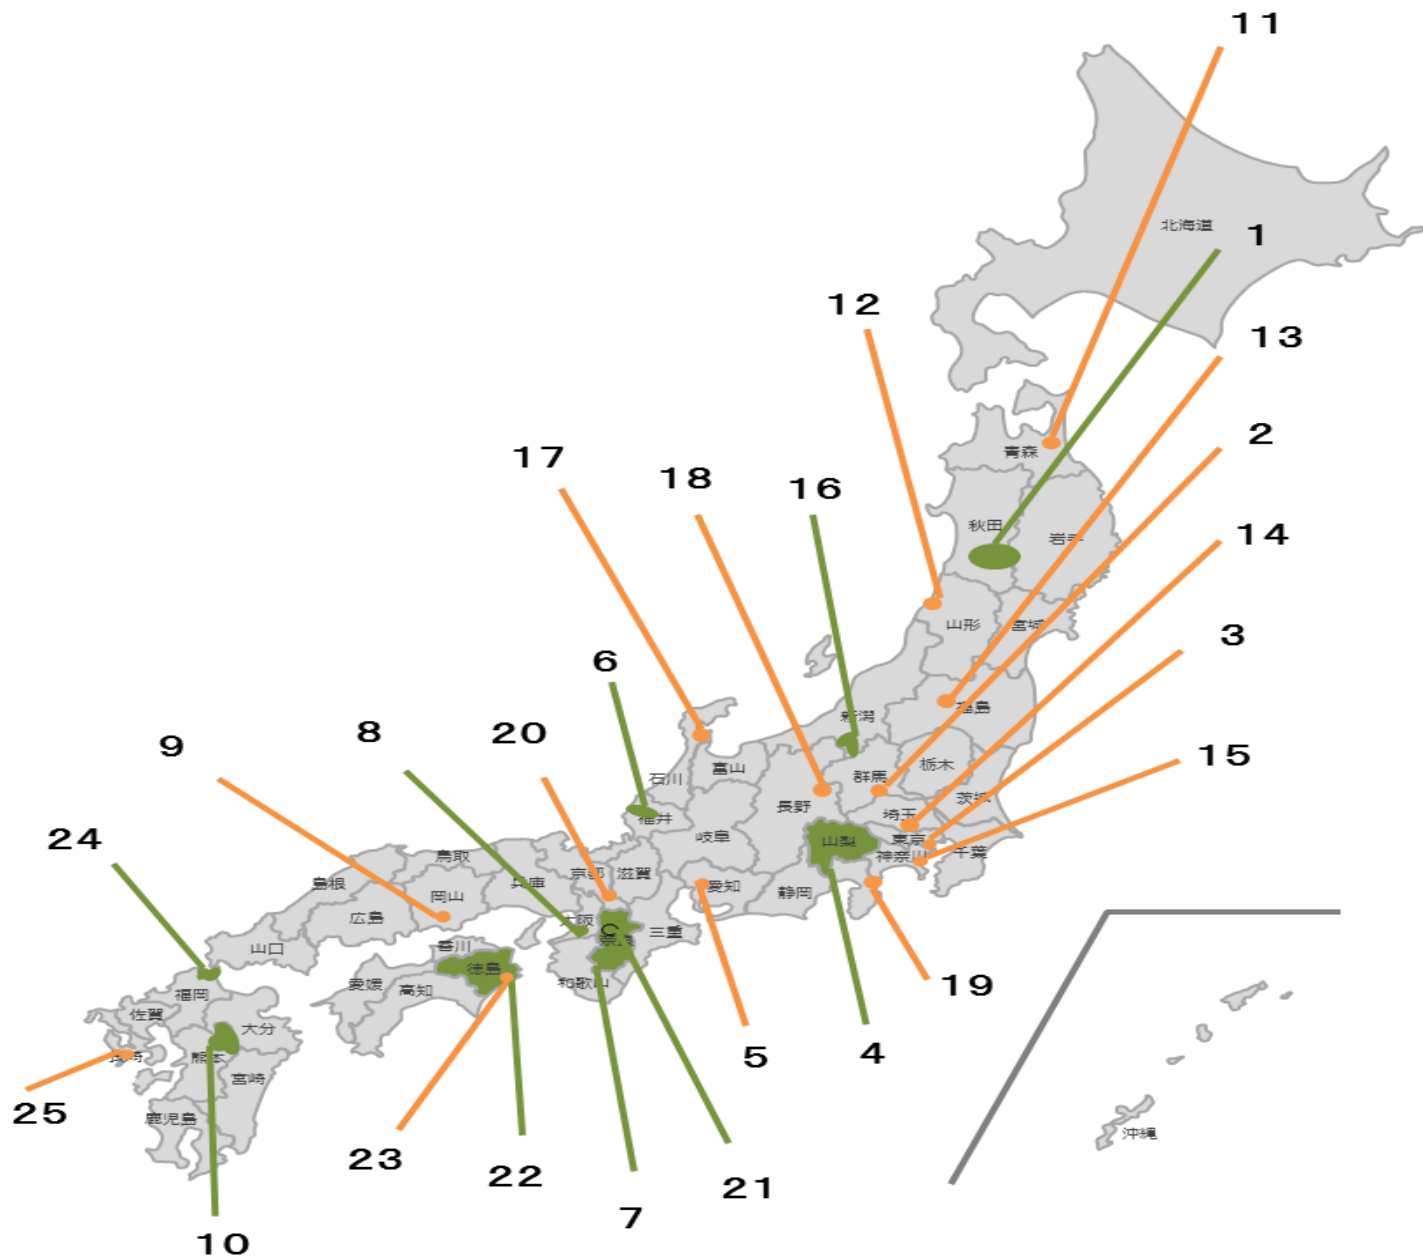 11
北海道
1
12
13
青森
2
17
18
16
秋田
岩手
14
山形
宮城
3
6
新潟
福島
8
20
9
石川
富山
群馬
栃木
15
長野
茨城
福井
埼玉
24
岐阜
山梨
東京
神奈川
千葉
鳥取
京都
滋賀
島根
兵庫
岡山
愛知
静岡
広島
大阪
C
奈良
三重
山口
香川
徳島
愛媛
高知
和歌山
19
福岡
佐賀
大分
長崎
熊本
5
4
宮崎
25
鹿児島
沖縄
23
22
21
7
10